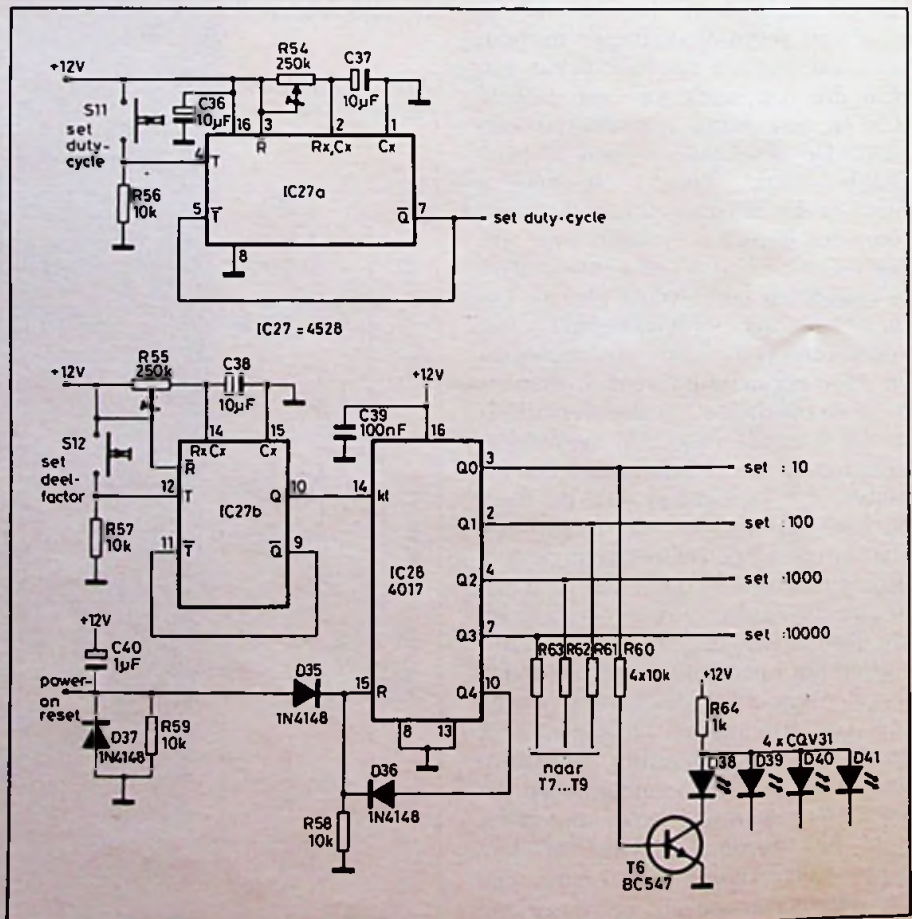 R54
250k
C37
10µF
+12V
S11
set
duty-
cycle
C36
10µF
16
3
R̅
2
Rx,Cx
1
Cx
4
T
IC27a
R56
10k
5
T̅
Q̅
7
set duty-cycle
8
IC27 = 4528
+12V
R55
250k
C38
10µF
+12V
C39
100nF
16
14
Rx Cx
15
Cx
S12
set
deel-
factor
R̅
12
T
Q
10
14
kl
IC27b
R57
10k
11
T̅
Q̅
9
IC28
4017
Q0
3
set : 10
Q1
2
set :100
Q2
4
set :1000
Q3
7
set :10000
R63
R62
R61
R60
4x10k
Q4
10
+12V
C40
1µF
power-
on reset
D35
1N4148
15
R
D37
1N4148
R59
10k
8
13
D36
1N4148
R58
10k
naar
T7...T9
+12V
R64
1k
4 x CQV31
D38
D39
D40
D41
T6
BC547